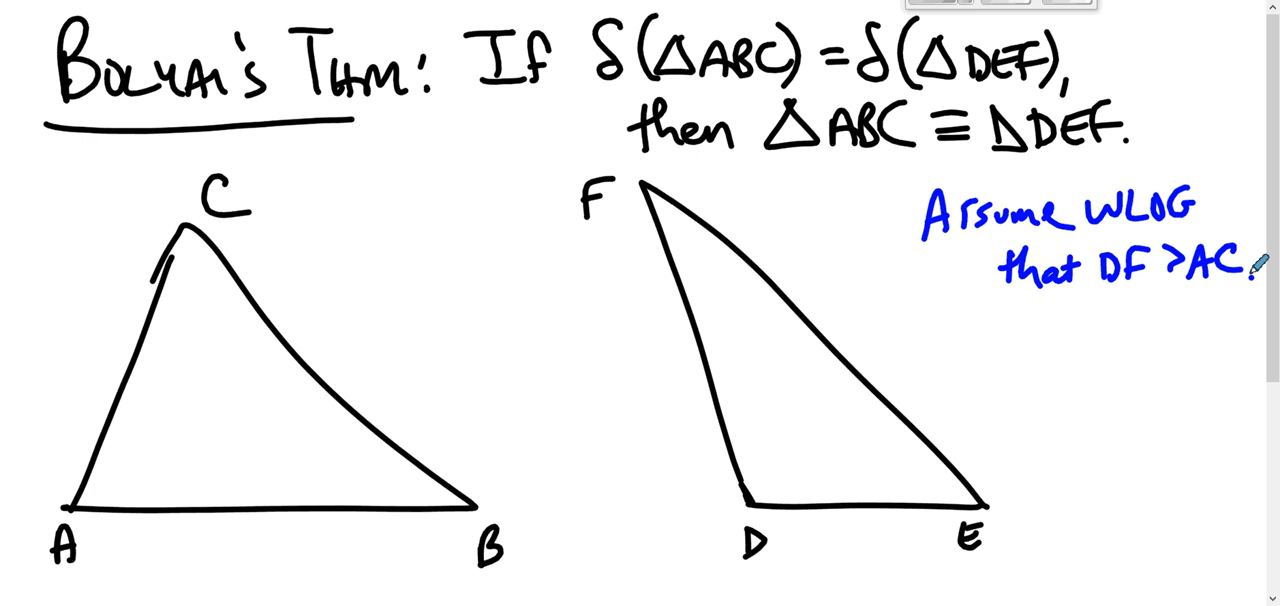 BOLYAI'S THM: If δ(△ABC) = δ(△DEF),
then △ABC ≡ △DEF.
C
F
Assume WLOG
that DF > AC.
A
B
D
E